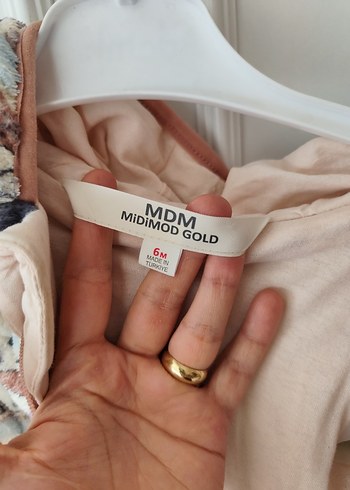 MDM
MiDiMOD GOLD
6M
MADE IN
TÜRKİYE